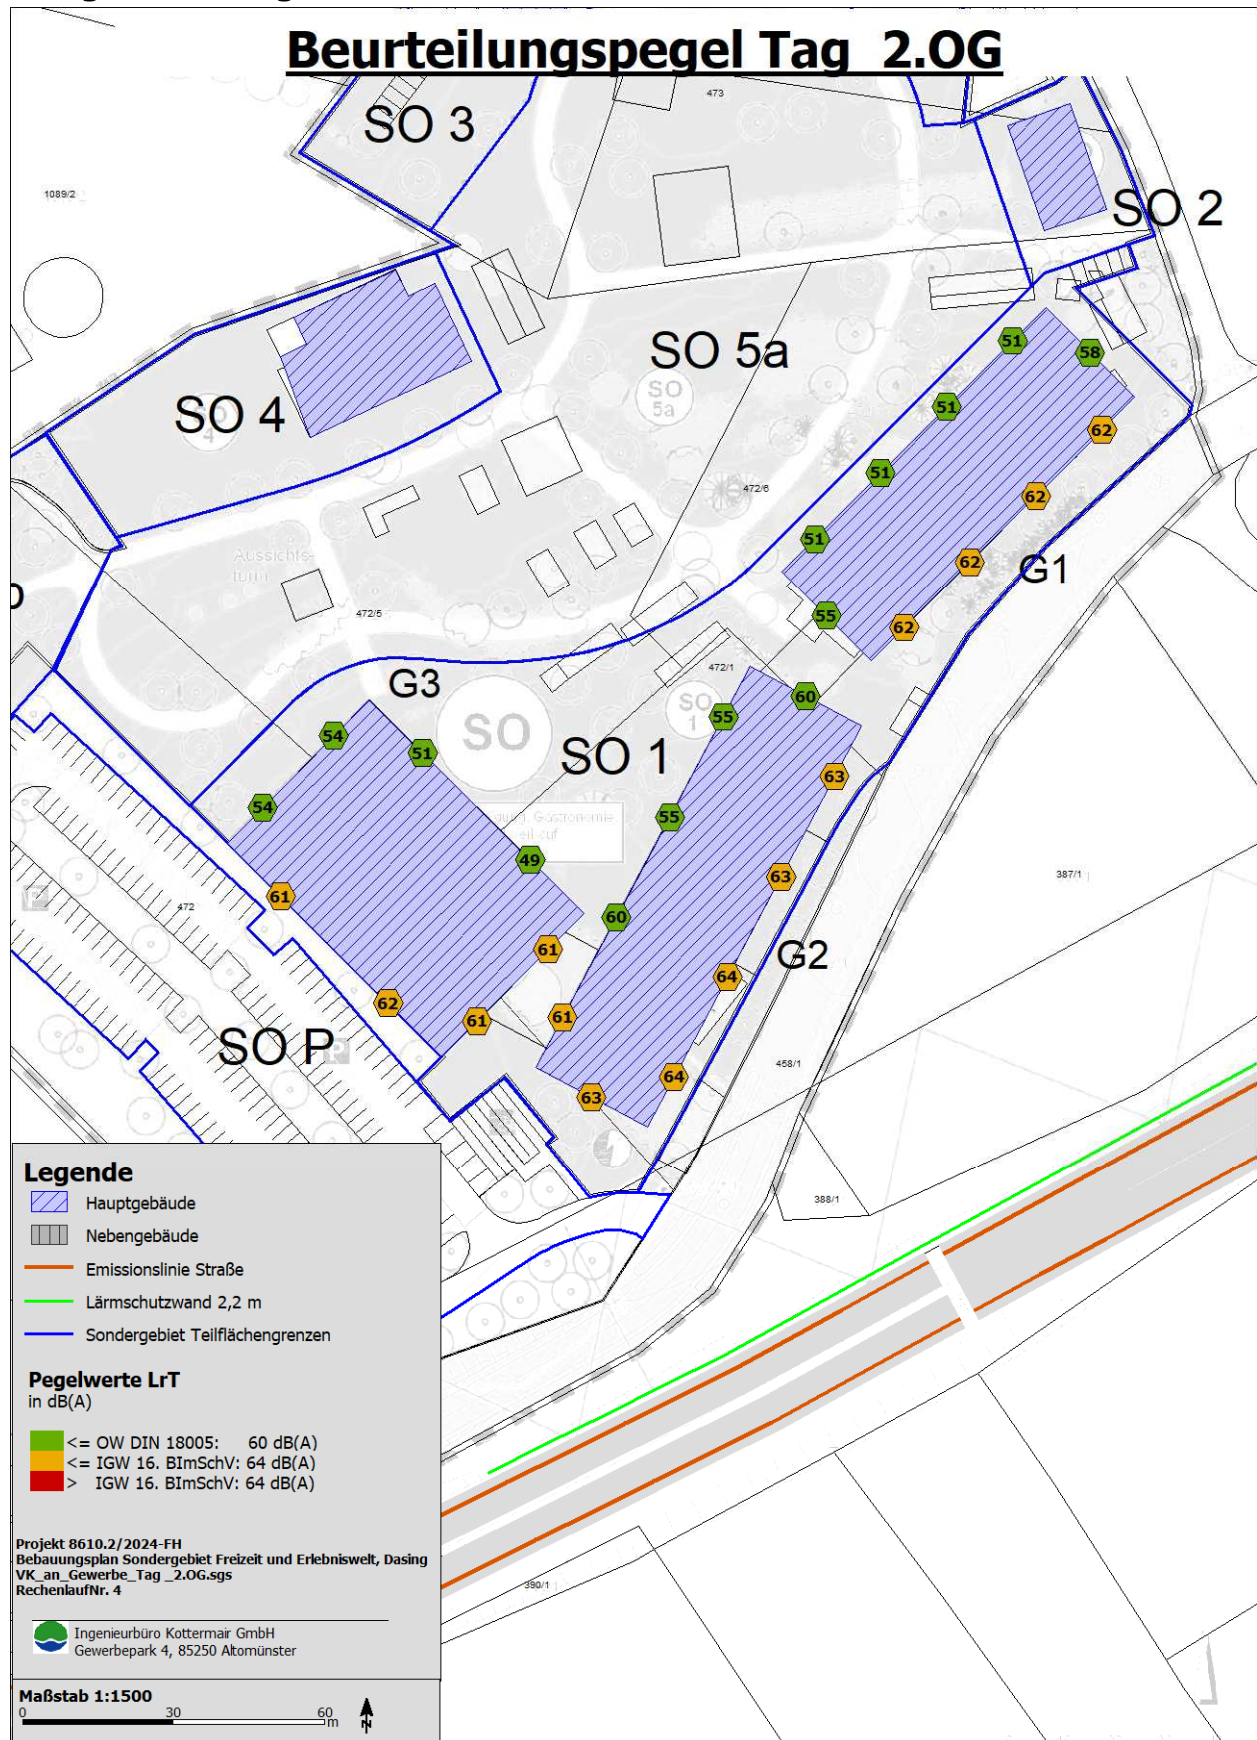 Beurteilungspegel Tag 2.OG
SO 3
473
1089/2
SO 2
SO 5a
SO
5a
SO 4
51
58
51
62
51
472/6
62
51
Aussichts-
turm
62
G1
472/5
55
62
472/1
G3
60
SO
1
55
54
51
SO
SO 1
63
54
55
49
63
387/1
61
472
60
61
G2
64
62
61
61
SO P
P
458/1
64
63
388/1
Legende
Hauptgebäude
Nebengebäude
Emissionslinie Straße
Lärmschutzwand 2,2 m
Sondergebiet Teilflächengrenzen
Pegelwerte LrT
in dB(A)
<= OW DIN 18005: 60 dB(A)
<= IGW 16. BImSchV: 64 dB(A)
> IGW 16. BImSchV: 64 dB(A)
Projekt 8610.2/2024-FH
Bebauungsplan Sondergebiet Freizeit und Erlebniswelt, Dasing
VK_an_Gewerbe_Tag _2.OG.sgs
RechenlaufNr. 4
390/1
Ingenieurbüro Kottermair GmbH
Gewerbepark 4, 85250 Altomünster
Maßstab 1:1500
0 30 60
m
N